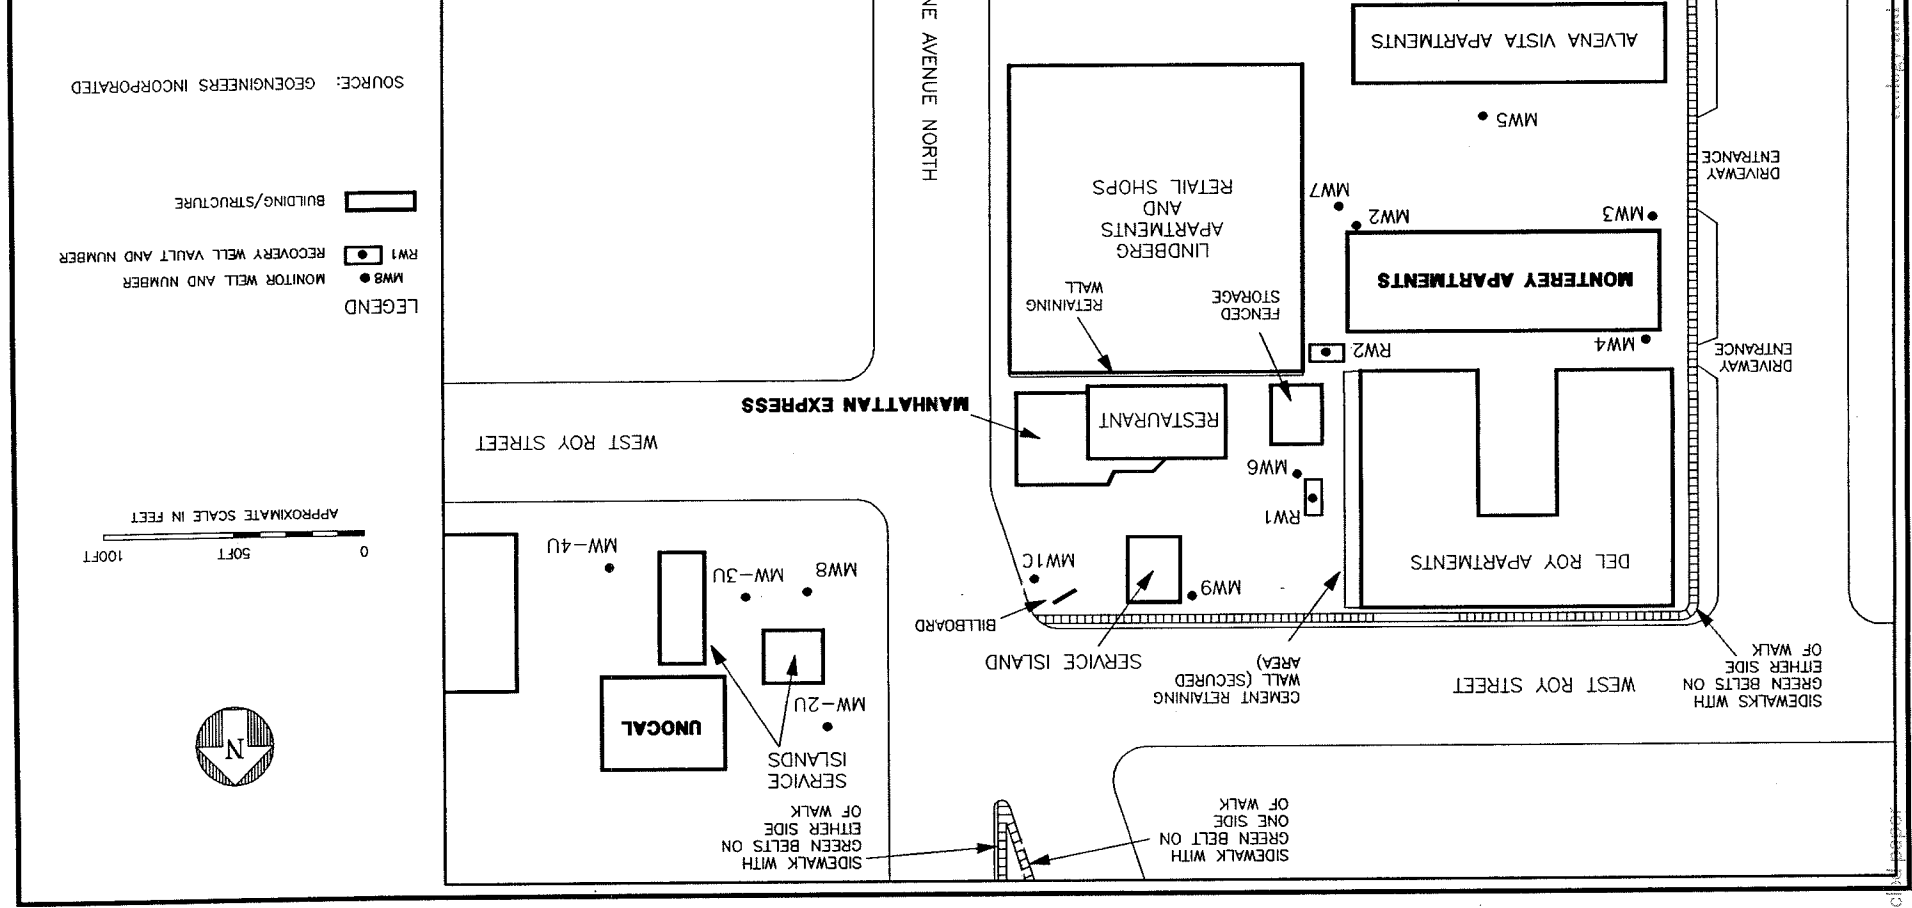 SIDEWALK WITH
GREEN BELT ON
ONE SIDE
OF WALK
SIDEWALK WITH
GREEN BELTS ON
EITHER SIDE
OF WALK
SERVICE
ISLANDS
UNOCAL
MW-2U
MW8
MW-3U
MW-4U
N
SIDEWALKS WITH
GREEN BELTS ON
EITHER SIDE
OF WALK
WEST ROY STREET
CEMENT RETAINING
WALL (SECURED
AREA)
SERVICE ISLAND
BILLBOARD
DEL ROY APARTMENTS
MW9
MW1C
RW1
MW6
0
50FT
100FT
APPROXIMATE SCALE IN FEET
WEST ROY STREET
RESTAURANT
MANHATTAN EXPRESS
DRIVEWAY
ENTRANCE
MW4
RW2
FENCED
STORAGE
RETAINING
WALL
MONTEREY APARTMENTS
LINDBERG
APARTMENTS
AND
RETAIL SHOPS
MW3
MW2
MW7
DRIVEWAY
ENTRANCE
MW5
ALVENA VISTA APARTMENTS
NE AVENUE NORTH
LEGEND
MW8 MONITOR WELL AND NUMBER
RW1 RECOVERY WELL VAULT AND NUMBER
BUILDING/STRUCTURE
SOURCE: GEOENGINEERS INCORPORATED